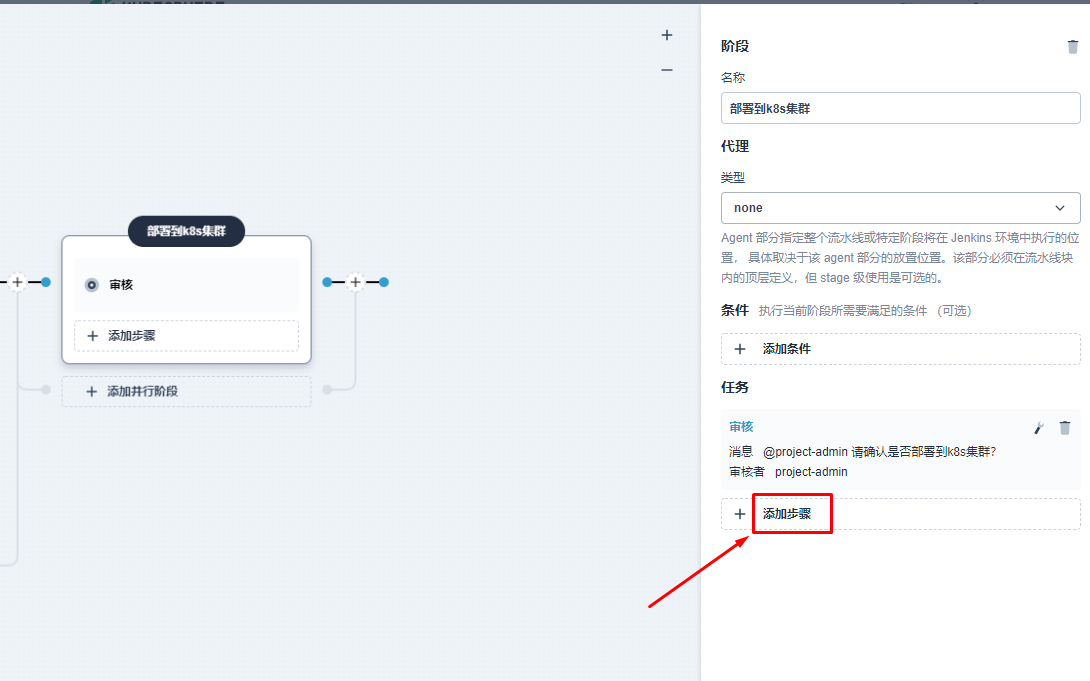 阶段
名称
部署到k8s集群
代理
类型
none
Agent 部分指定整个流水线或特定阶段将在 Jenkins 环境中执行的位
置， 具体取决于该 agent 部分的放置位置。该部分必须在流水线块
内的顶层定义，但 stage 级使用是可选的。
条件 执行当前阶段所需要满足的条件 (可选)
添加条件
任务
审核
消息 @project-admin 请确认是否部署到k8s集群?
审核者 project-admin
添加步骤
部署到k8s集群
审核
添加步骤
添加并行阶段